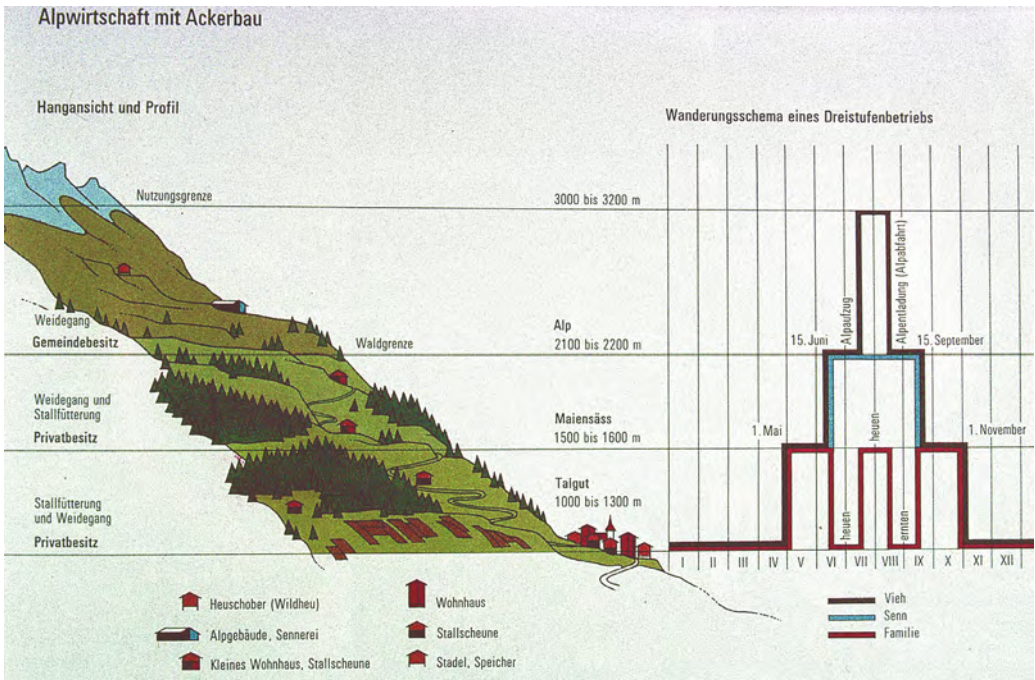 Alpwirtschaft mit Ackerbau
Hangansicht und Profil
Nutzungsgrenze
Weidegang
Gemeindebesitz
Waldgrenze
Weidegang und
Stallfütterung
Privatbesitz
Stallfütterung
und Weidegang
Privatbesitz
3000 bis 3200 m
Alp
2100 bis 2200 m
Maiensäss
1500 bis 1600 m
Talgut
1000 bis 1300 m
Wanderungsschema eines Dreistufenbetriebs
15. Juni
Alpaufzug
Alpentladung (Alpabfahrt)
15. September
1. Mai
heuen
1. November
heuen
ernten
I II III IV V VI VII VIII IX X XI XII
Heuschober (Wildheu)
Alpgebäude, Sennerei
Kleines Wohnhaus, Stallscheune
Wohnhaus
Stallscheune
Stadel, Speicher
Vieh
Senn
Familie